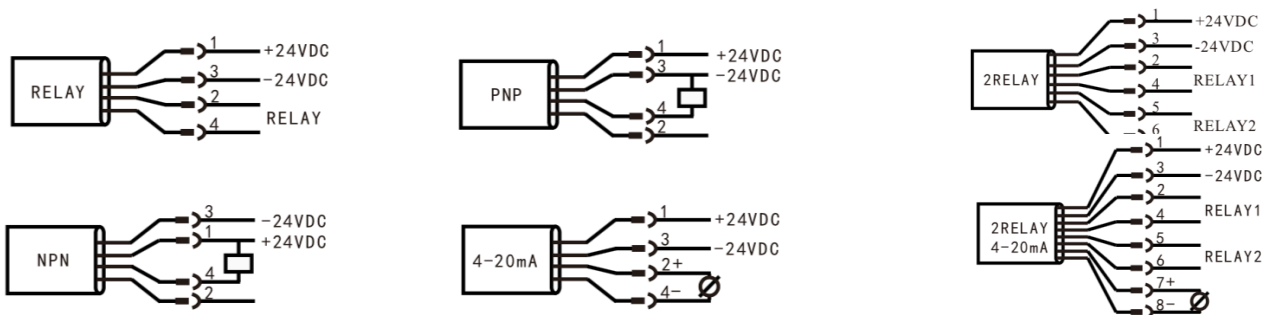 RELAY
1 +24VDC
3 -24VDC
2
RELAY
4
PNP
1 +24VDC
3 -24VDC
4
2
2RELAY
1 +24VDC
3 -24VDC
2
RELAY1
4
5
RELAY2
6
NPN
3 -24VDC
1 +24VDC
4
2
4-20mA
1 +24VDC
3 -24VDC
2+
4-
2RELAY
4-20mA
1 +24VDC
3 -24VDC
2
RELAY1
4
5
RELAY2
6
7+
8-